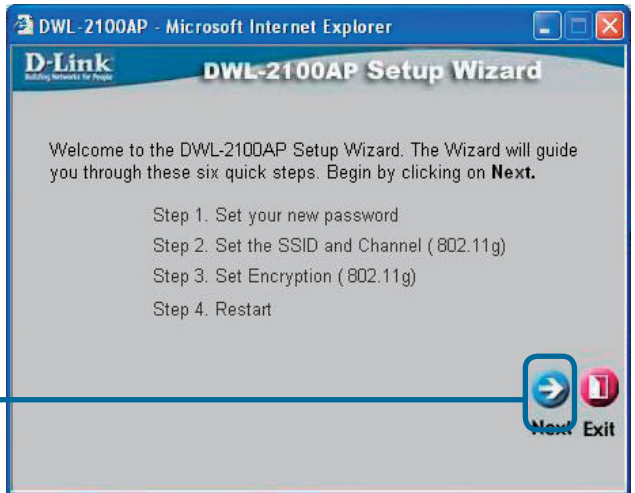 DWL-2100AP - Microsoft Internet Explorer
D-Link
Building Networks for People
DWL-2100AP Setup Wizard
Welcome to the DWL-2100AP Setup Wizard. The Wizard will guide
you through these six quick steps. Begin by clicking on Next.
Step 1. Set your new password
Step 2. Set the SSID and Channel ( 802.11g)
Step 3. Set Encryption ( 802.11g)
Step 4. Restart
Next Exit